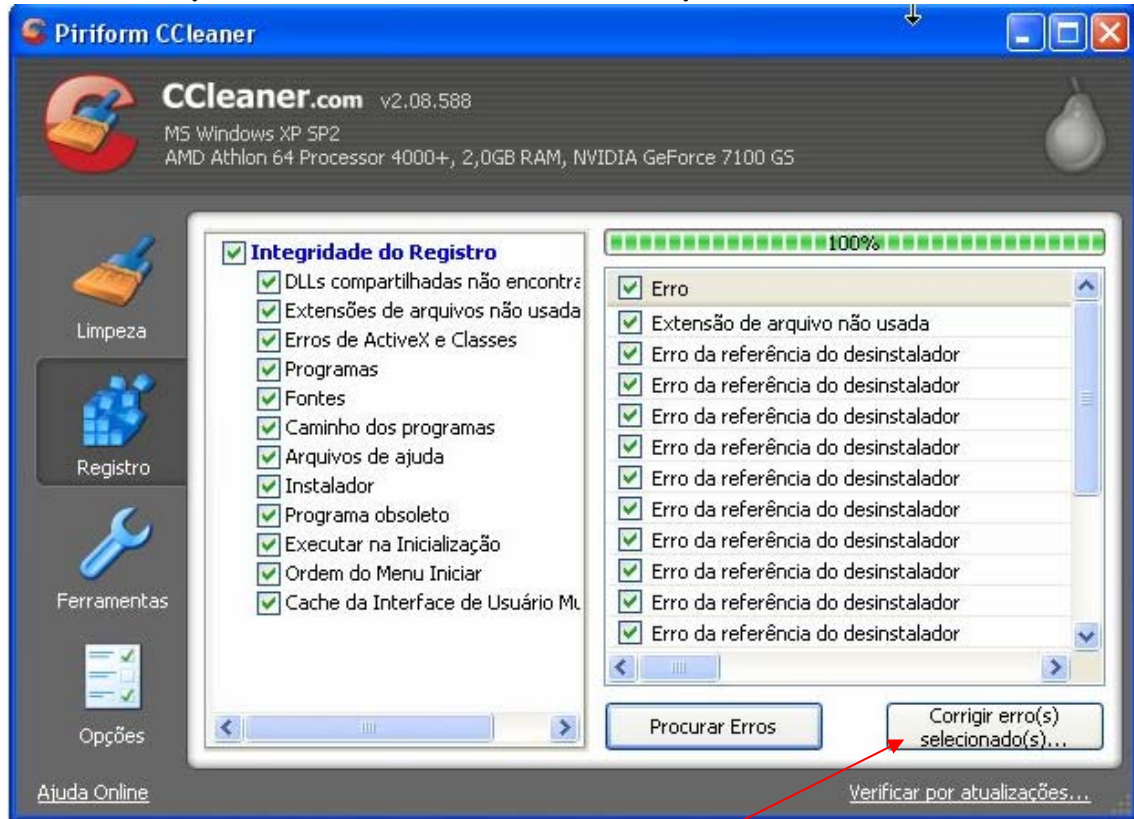 Piriform CCleaner
CCleaner.com v2.08.588
MS Windows XP SP2
AMD Athlon 64 Processor 4000+, 2,0GB RAM, NVIDIA GeForce 7100 GS
Limpeza
Registro
Ferramentas
Opções
Integridade do Registro
DLLs compartilhadas não encontra
Extensões de arquivos não usada
Erros de ActiveX e Classes
Programas
Fontes
Caminho dos programas
Arquivos de ajuda
Instalador
Programa obsoleto
Executar na Inicialização
Ordem do Menu Iniciar
Cache da Interface de Usuário Mu
100%
Erro
Extensão de arquivo não usada
Erro da referência do desinstalador
Erro da referência do desinstalador
Erro da referência do desinstalador
Erro da referência do desinstalador
Erro da referência do desinstalador
Erro da referência do desinstalador
Erro da referência do desinstalador
Erro da referência do desinstalador
Erro da referência do desinstalador
Erro da referência do desinstalador
Procurar Erros
Corrigir erro(s)
selecionado(s)...
Ajuda Online
Verificar por atualizações...